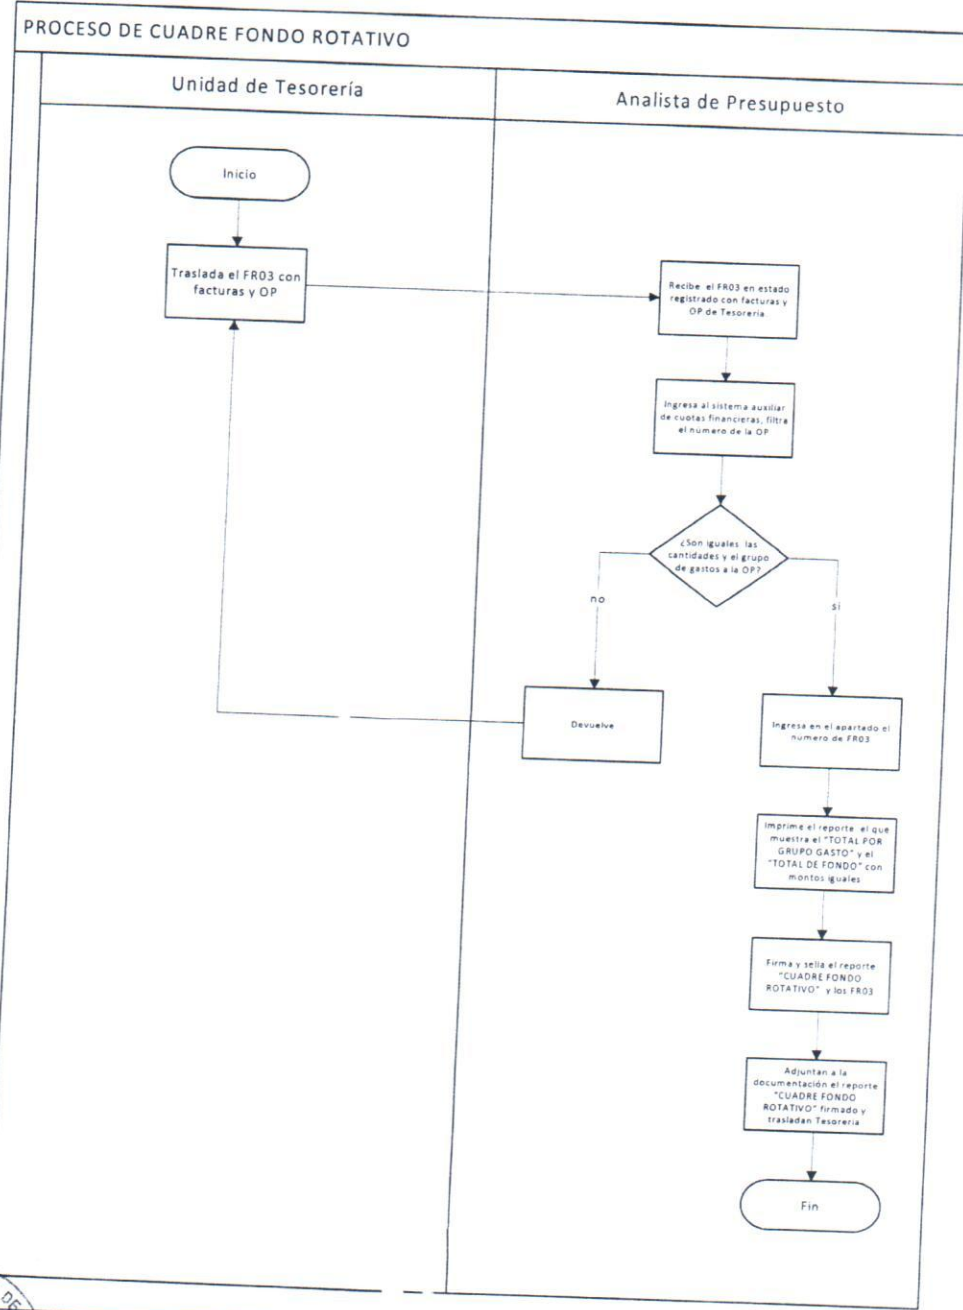 PROCESO DE CUADRE FONDO ROTATIVO
Unidad de Tesorería
Analista de Presupuesto
Inicio
Traslada el FR03 con
facturas y OP
Recibe el FR03 en estado
registrado con facturas y
OP de Tesorería.
Ingresa al sistema auxiliar
de cuotas financieras, filtra
el numero de la OP
¿Son iguales las
cantidades y el grupo
de gastos a la OP?
no
si
Devuelve
Ingresa en el apartado el
numero de FR03
Imprime el reporte el que
muestra el "TOTAL POR
GRUPO GASTO" y el
"TOTAL DE FONDO" con
montos iguales
Firma y sella el reporte
"CUADRE FONDO
ROTATIVO" y los FR03
Adjuntan a la
documentación el reporte
"CUADRE FONDO
ROTATIVO" firmado y
trasladan Tesorería
Fin
DE